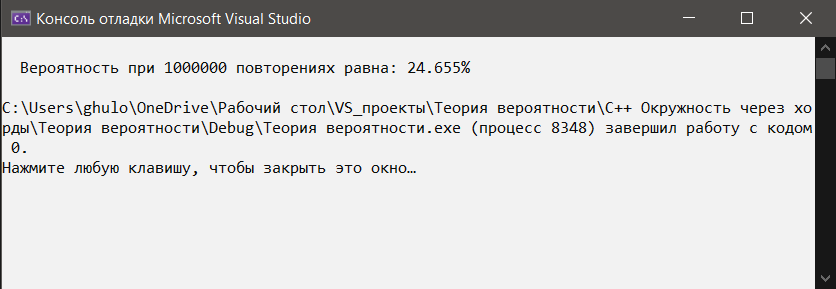 Консоль отладки Microsoft Visual Studio
Вероятность при 1000000 повторениях равна: 24.655%
C:\Users\ghulo\OneDrive\Рабочий стол\VS_проекты\Теория вероятности\С++ Окружность через хо
рды\Теория вероятности\Debug\Теория вероятности.exe (процесс 8348) завершил работу с кодом
0.
Нажмите любую клавишу, чтобы закрыть это окно…